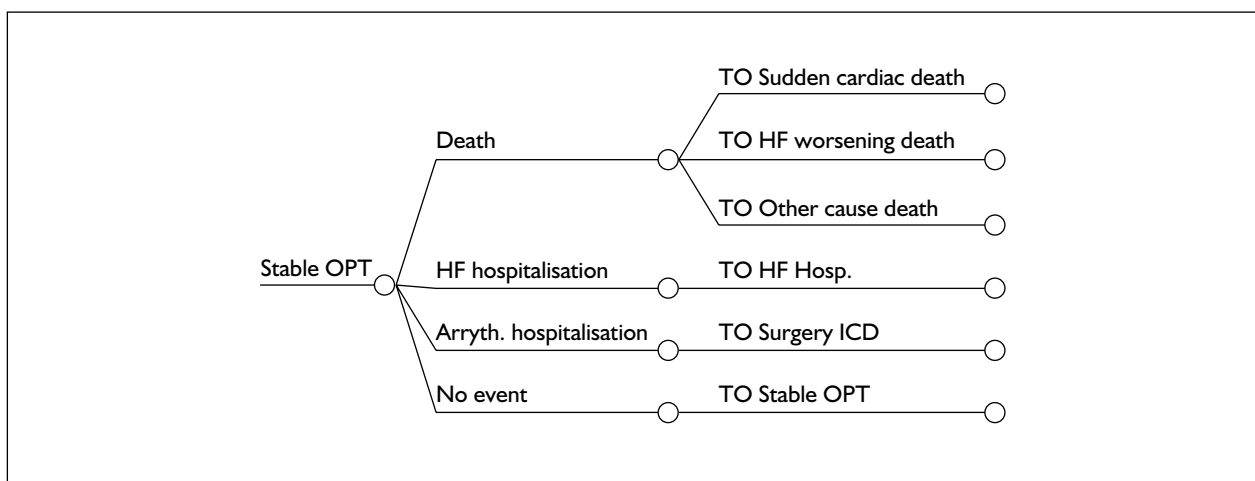 TO Sudden cardiac death
Death
TO HF worsening death
TO Other cause death
Stable OPT
HF hospitalisation
TO HF Hosp.
Arryth. hospitalisation
TO Surgery ICD
No event
TO Stable OPT